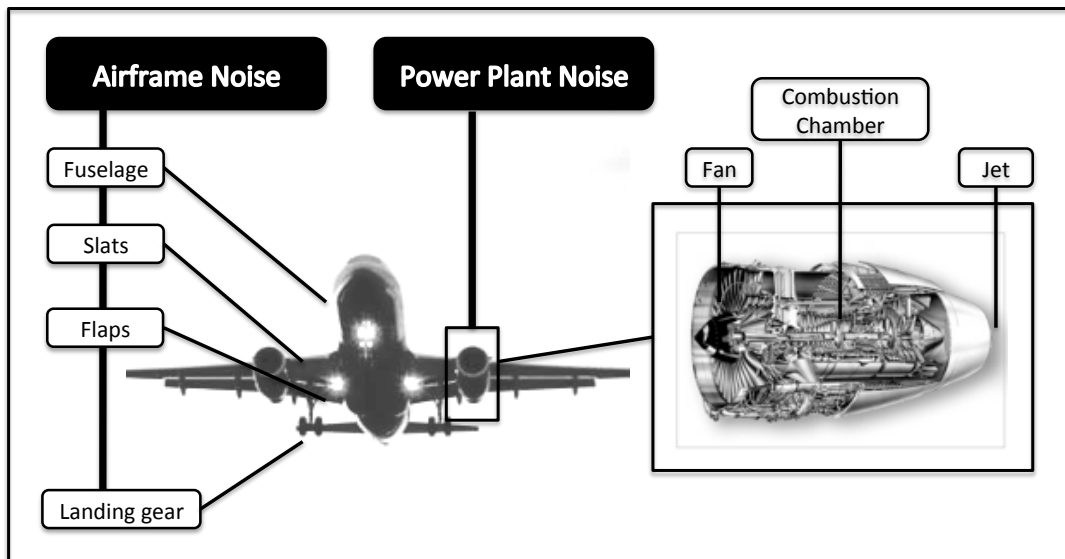 Airframe Noise
Power Plant Noise
Combustion
Chamber
Fuselage
Fan
Jet
Slats
Flaps
Landing gear